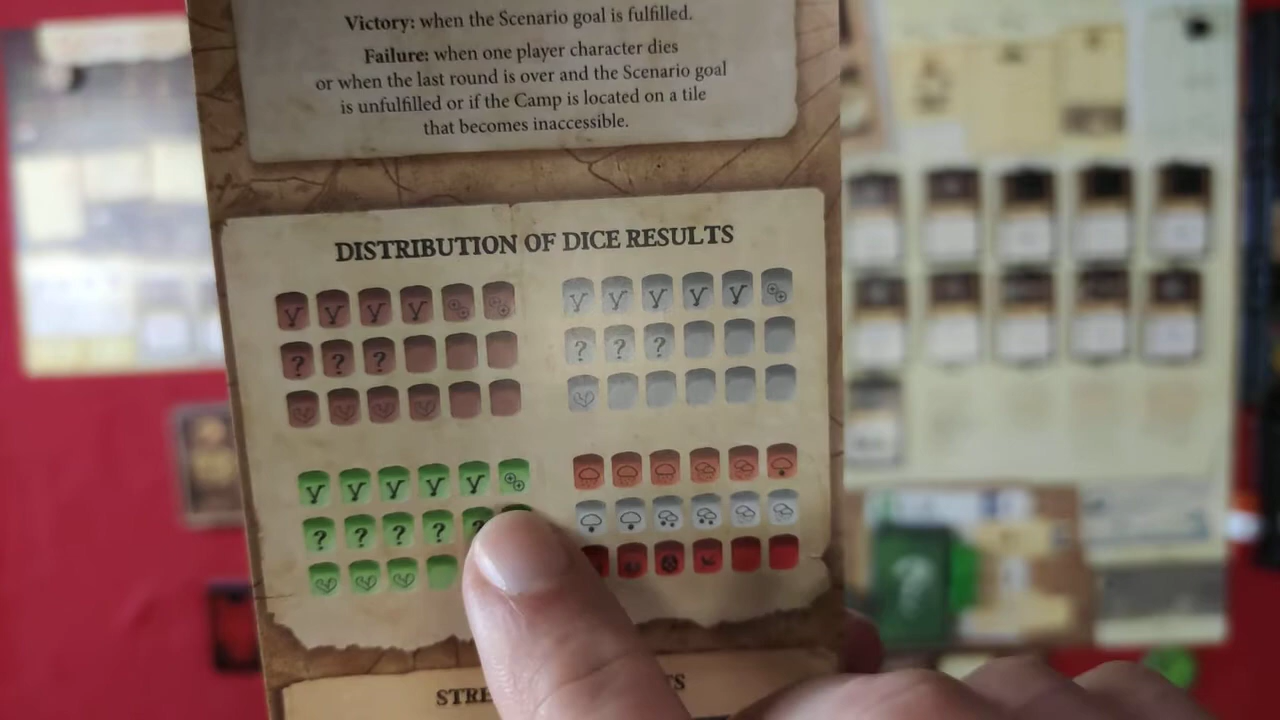 Victory: when the Scenario goal is fulfilled.
Failure: when one player character dies
or when the last round is over and the Scenario goal
is unfulfilled or if the Camp is located on a tile
that becomes inaccessible.
DISTRIBUTION OF DICE RESULTS
? ? ?
? ? ?
? ? ? ? ?